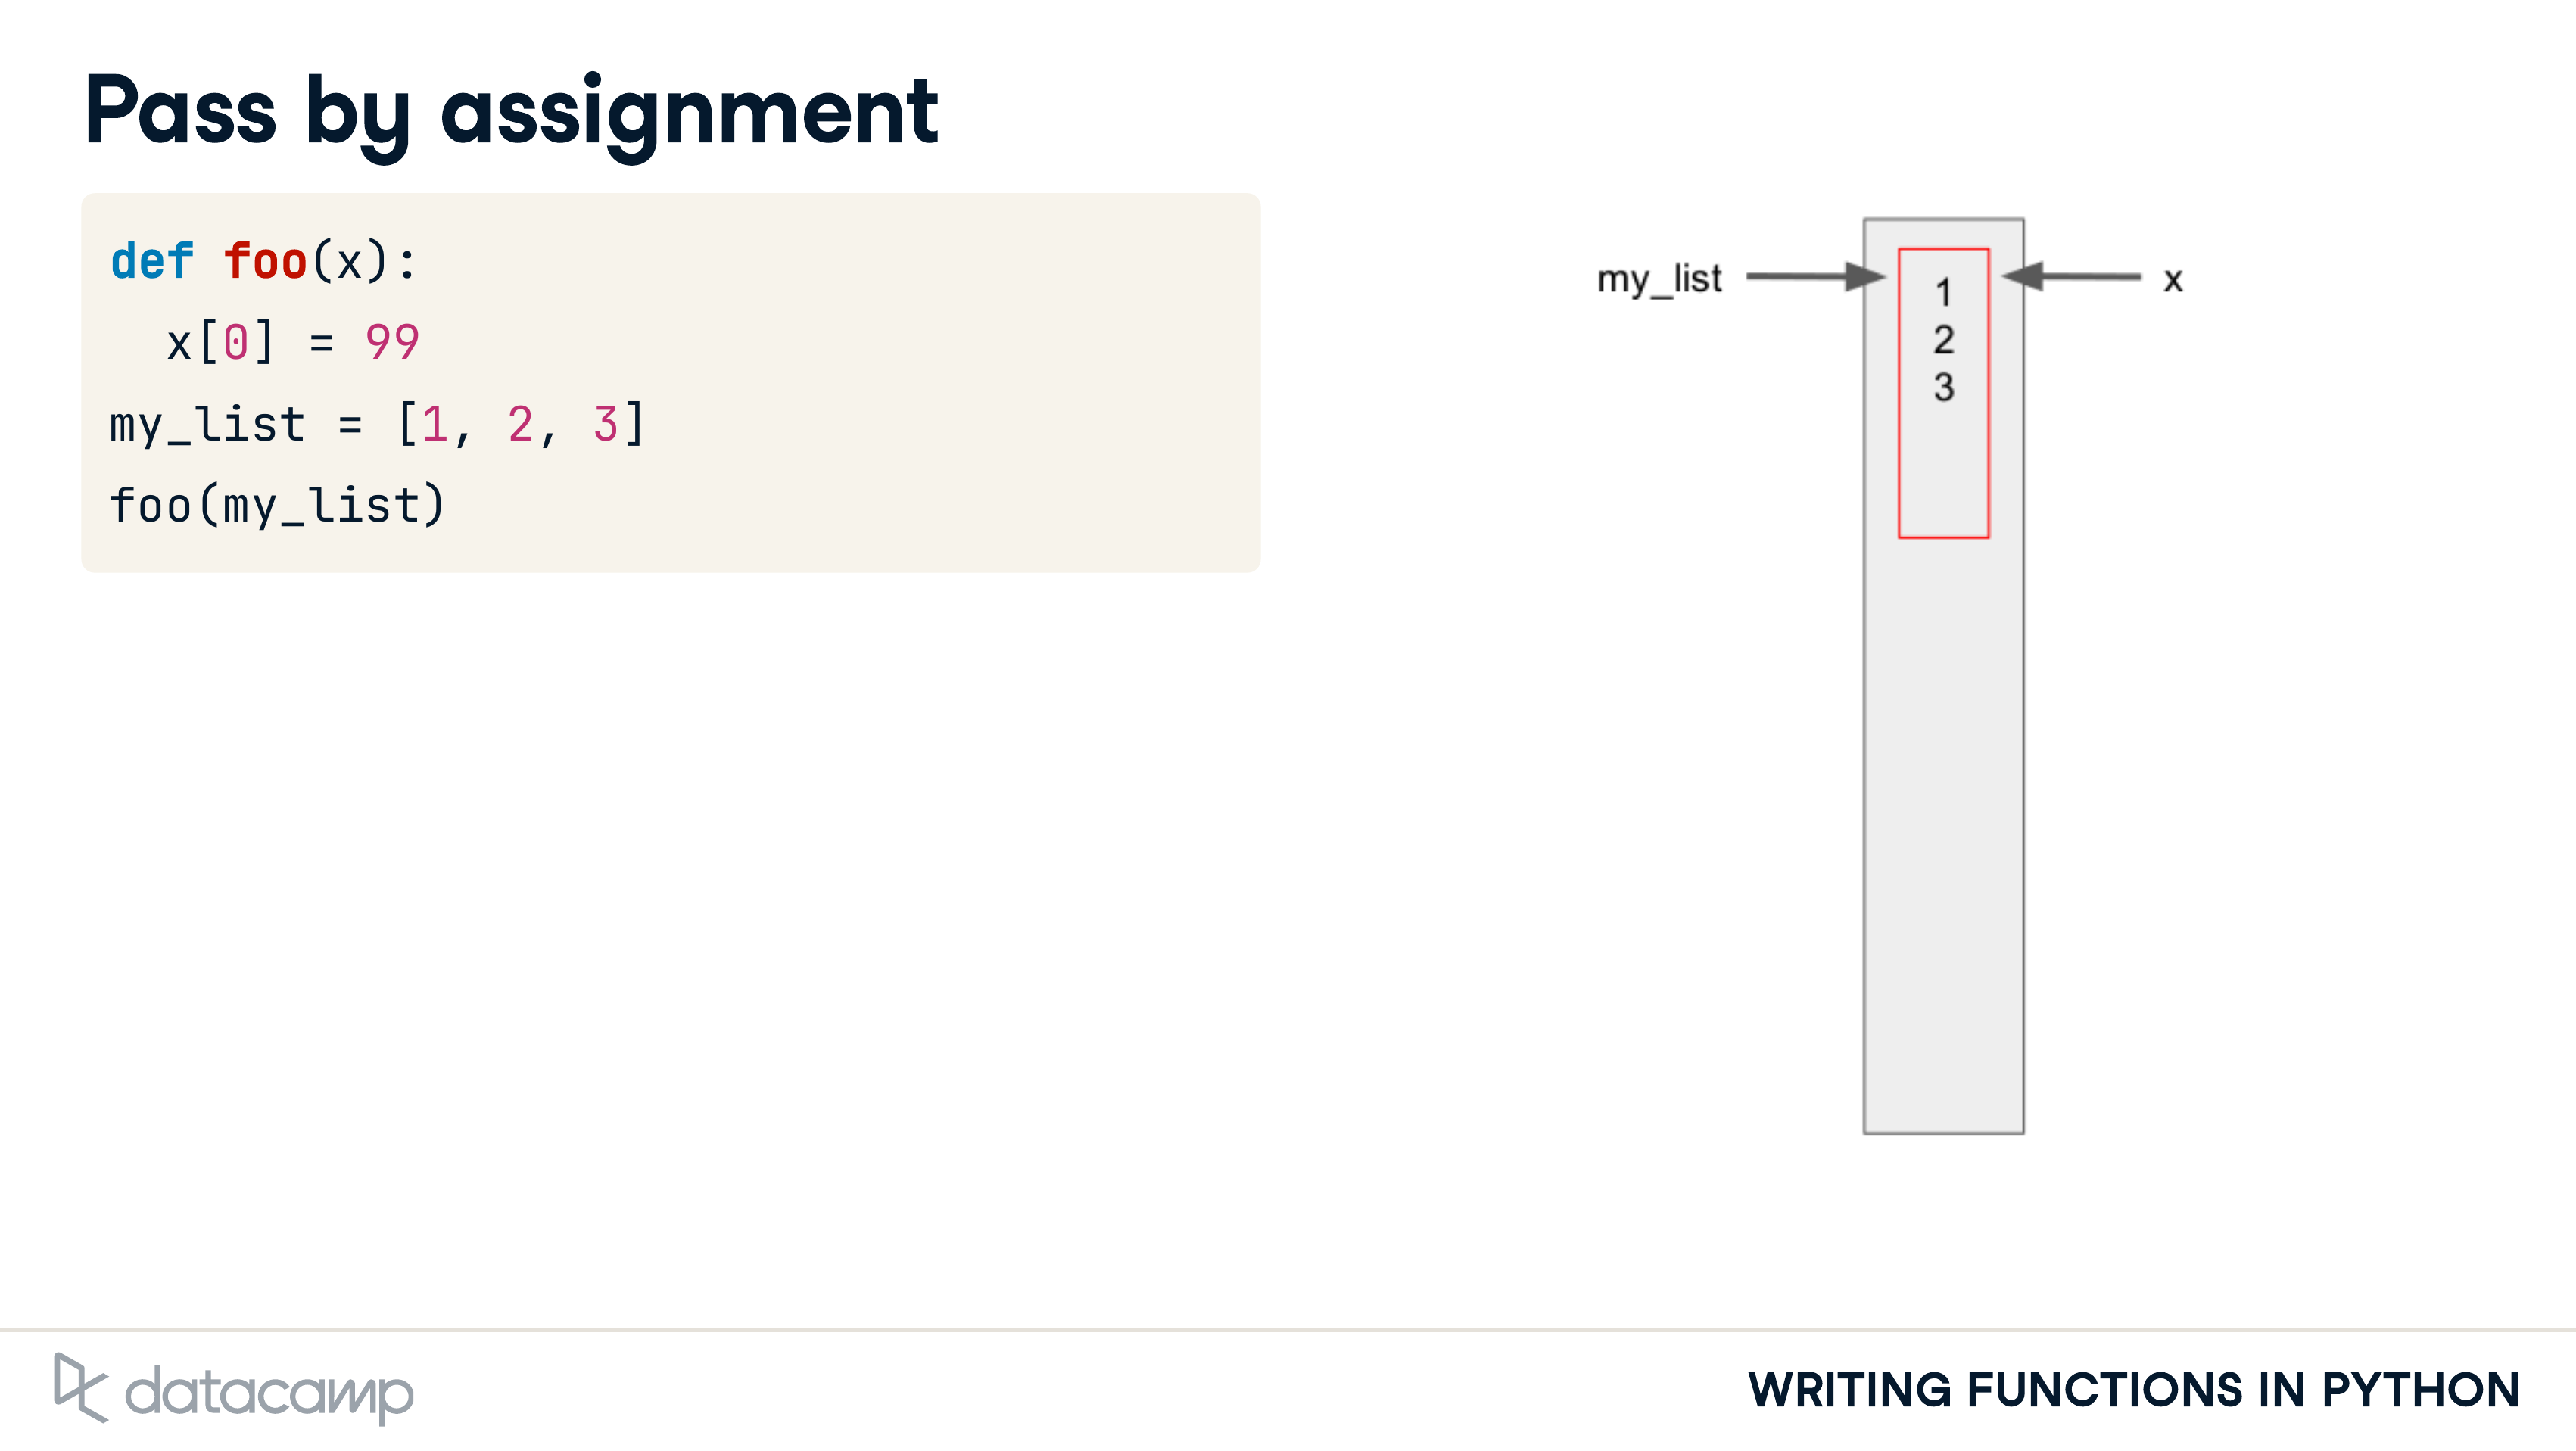 Pass by assignment
def foo(x):
  x[0] = 99
my_list = [1, 2, 3]
foo(my_list)
my_list
1
2
3
x
datacamp
WRITING FUNCTIONS IN PYTHON